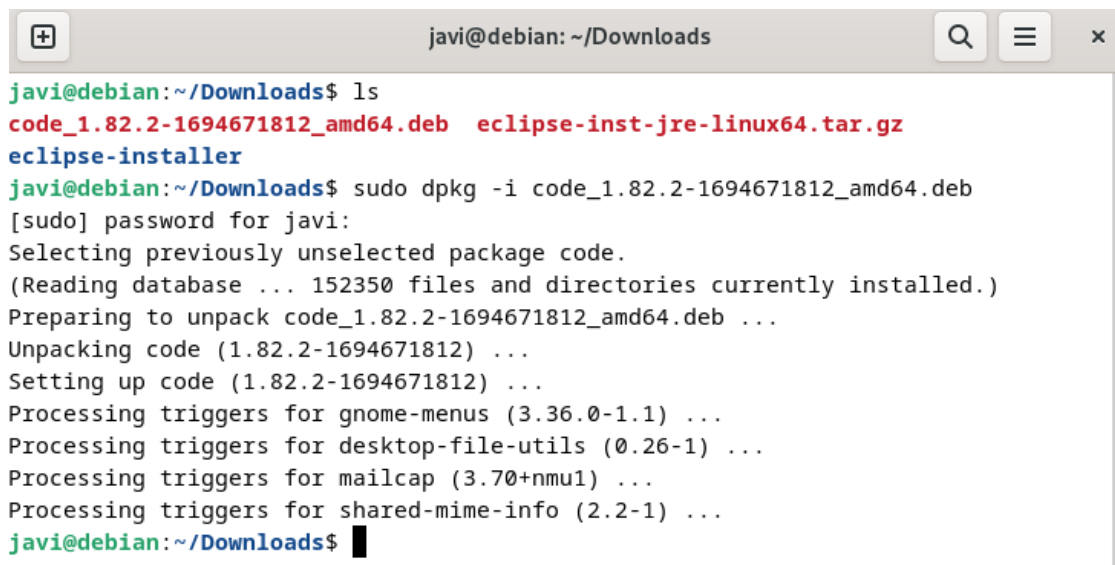 javi@debian: ~/Downloads
javi@debian:~/Downloads$ ls
code_1.82.2-1694671812_amd64.deb  eclipse-inst-jre-linux64.tar.gz
eclipse-installer
javi@debian:~/Downloads$ sudo dpkg -i code_1.82.2-1694671812_amd64.deb
[sudo] password for javi:
Selecting previously unselected package code.
(Reading database ... 152350 files and directories currently installed.)
Preparing to unpack code_1.82.2-1694671812_amd64.deb ...
Unpacking code (1.82.2-1694671812) ...
Setting up code (1.82.2-1694671812) ...
Processing triggers for gnome-menus (3.36.0-1.1) ...
Processing triggers for desktop-file-utils (0.26-1) ...
Processing triggers for mailcap (3.70+nmu1) ...
Processing triggers for shared-mime-info (2.2-1) ...
javi@debian:~/Downloads$